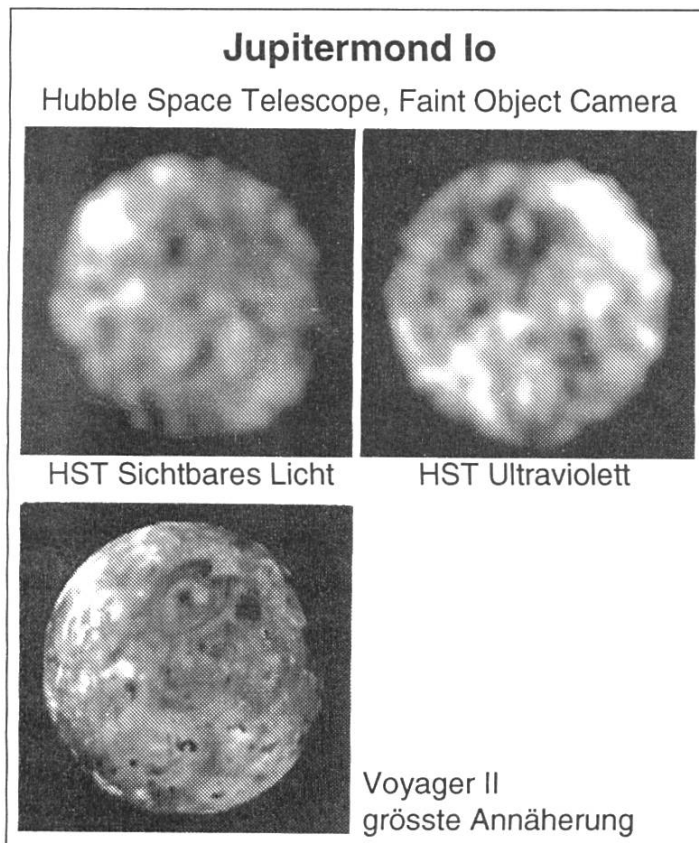 Jupitermond Io
Hubble Space Telescope, Faint Object Camera
HST Sichtbares Licht
HST Ultraviolett
Voyager II
grösste Annäherung